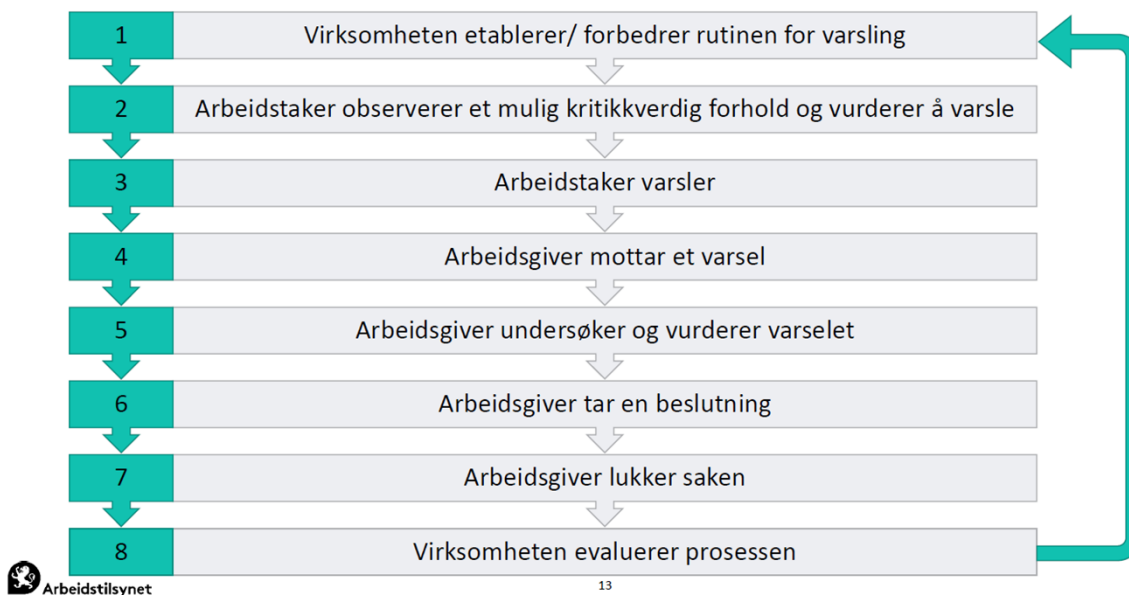 1 Virksomheten etablerer/ forbedrer rutinen for varsling
2 Arbeidstaker observerer et mulig kritikkverdig forhold og vurderer å varsle
3 Arbeidstaker varsler
4 Arbeidsgiver mottar et varsel
5 Arbeidsgiver undersøker og vurderer varselet
6 Arbeidsgiver tar en beslutning
7 Arbeidsgiver lukker saken
8 Virksomheten evaluerer prosessen
Arbeidstilsynet
13